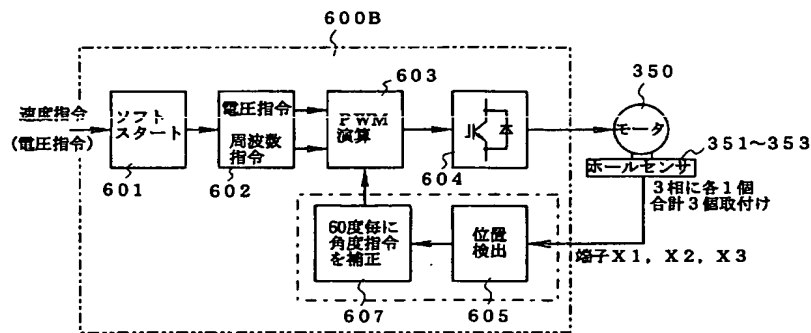 600B
603
350
速度指令
(電圧指令)
ソフト
スタート
電圧指令
周波数
指令
PWM
演算
モータ
351～353
ホールセンサ
601
602
604
3相に各1個
合計3個取付け
60度毎に
角度指令
を補正
位置
検出
端子X1, X2, X3
607
605